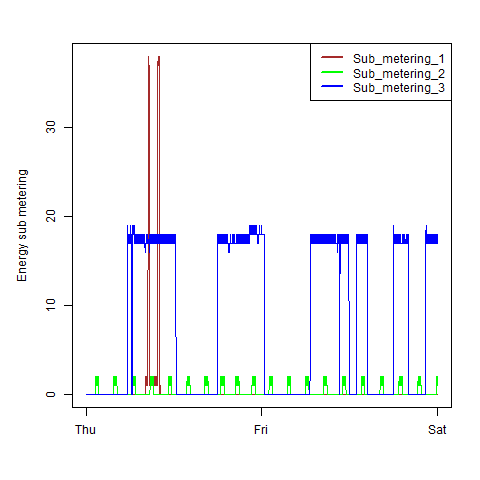 Sub_metering_1
Sub_metering_2
Sub_metering_3
Energy sub metering
30
20
10
0
Thu Fri Sat